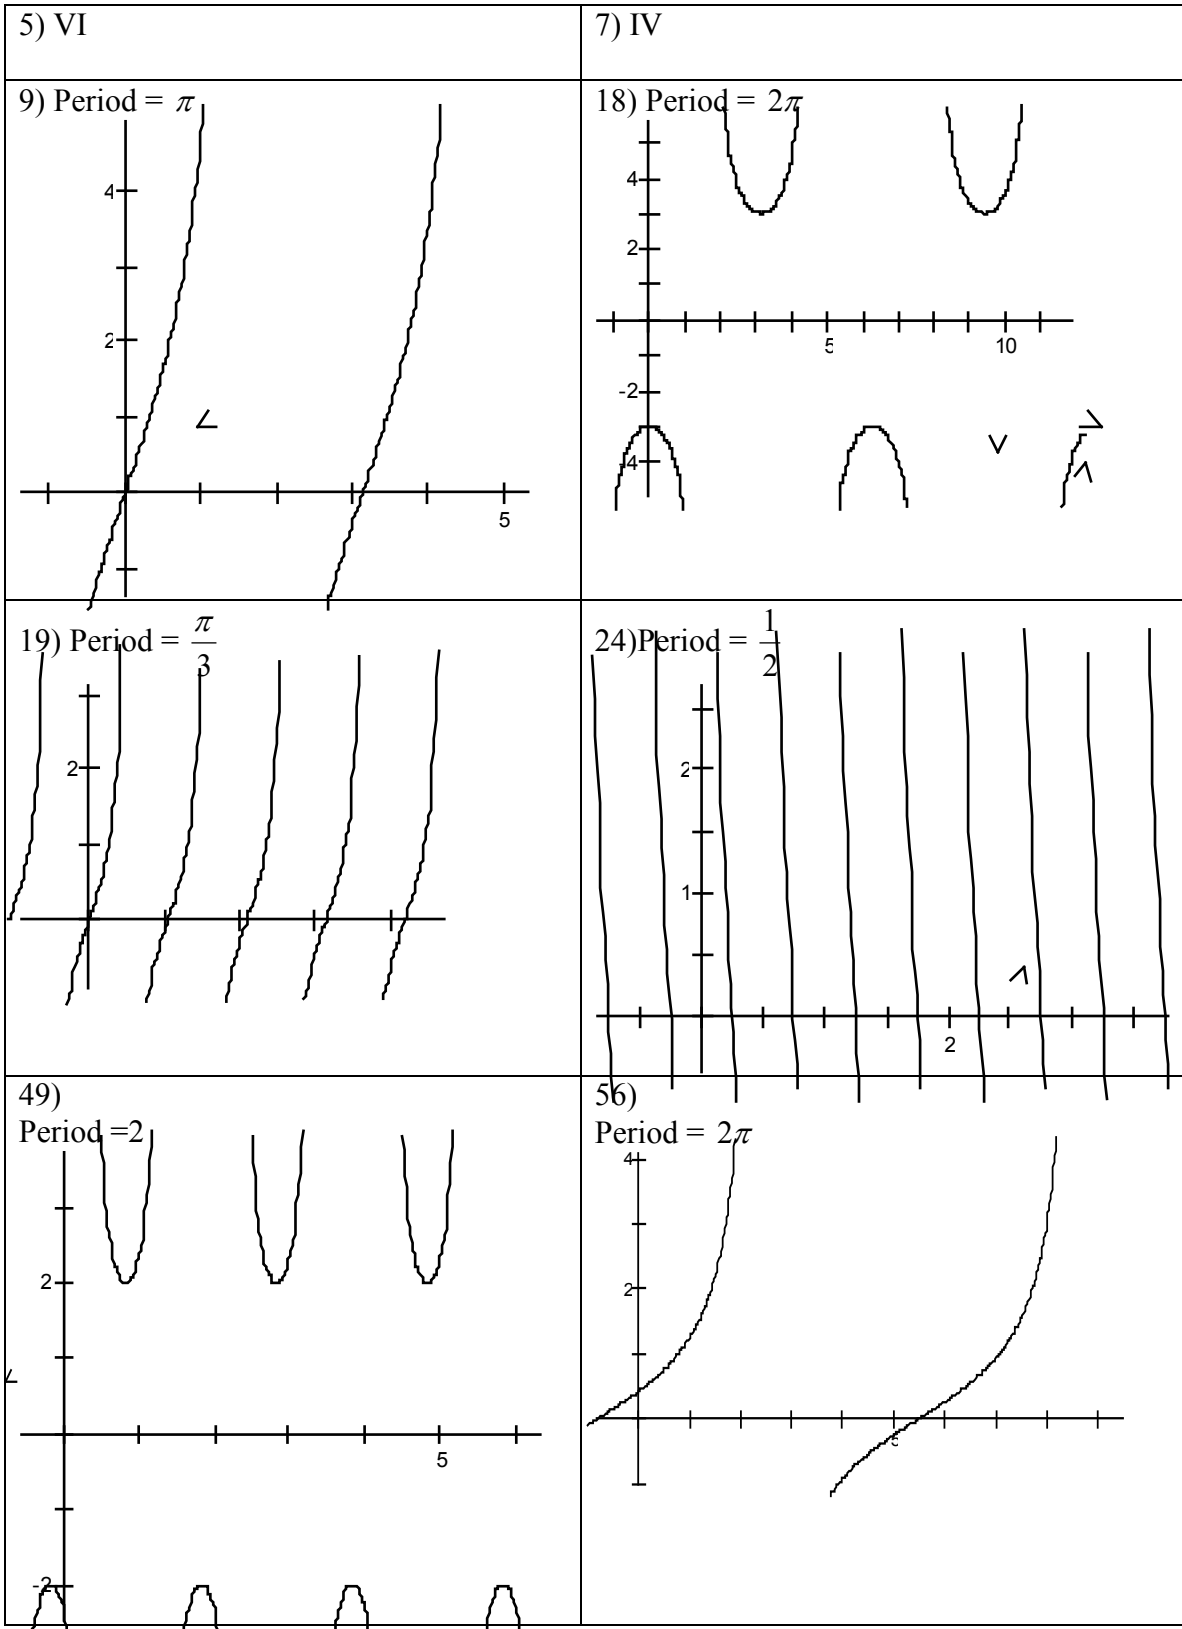 5) VI
7) IV
9) Period = π
4
2
5
18) Period = 2π
4
2
5
10
-2
-4
19) Period = π/3
2
24)Period = 1/2
2
1
2
49)
Period =2
2
5
-2
56)
Period = 2π
4
2
5